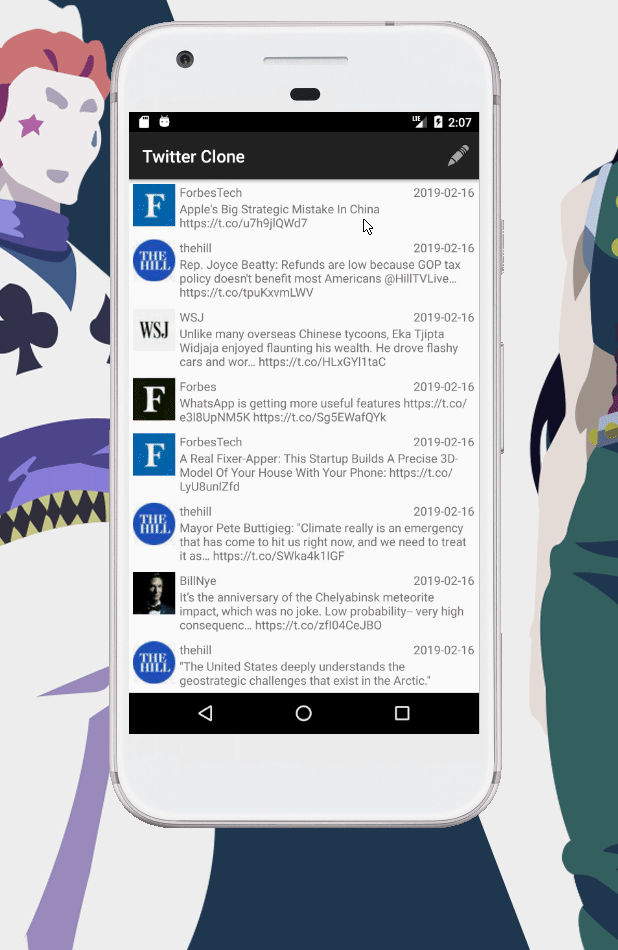 LTE 2:07
Twitter Clone
F
ForbesTech 2019-02-16
Apple's Big Strategic Mistake In China
https://t.co/u7h9jlQWd7
THE
HILL
thehill 2019-02-16
Rep. Joyce Beatty: Refunds are low because GOP tax
policy doesn't benefit most Americans @HillTVLive…
https://t.co/tpuKxvmLWV
WSJ
WSJ 2019-02-16
Unlike many overseas Chinese tycoons, Eka Tjipta
Widjaja enjoyed flaunting his wealth. He drove flashy
cars and wor… https://t.co/HLxGYl1taC
F
Forbes 2019-02-16
WhatsApp is getting more useful features https://t.co/
e3l8UpNM5K https://t.co/Sg5EWafQYk
F
ForbesTech 2019-02-16
A Real Fixer-Apper: This Startup Builds A Precise 3D-
Model Of Your House With Your Phone: https://t.co/
LyU8unlZfd
THE
HILL
thehill 2019-02-16
Mayor Pete Buttigieg: "Climate really is an emergency
that has come to hit us right now, and we need to treat
it as… https://t.co/SWka4k1IGF
BillNye 2019-02-16
It's the anniversary of the Chelyabinsk meteorite
impact, which was no joke. Low probability-- very high
consequenc… https://t.co/zfI04CeJBO
THE
HILL
thehill 2019-02-16
"The United States deeply understands the
geostrategic challenges that exist in the Arctic."